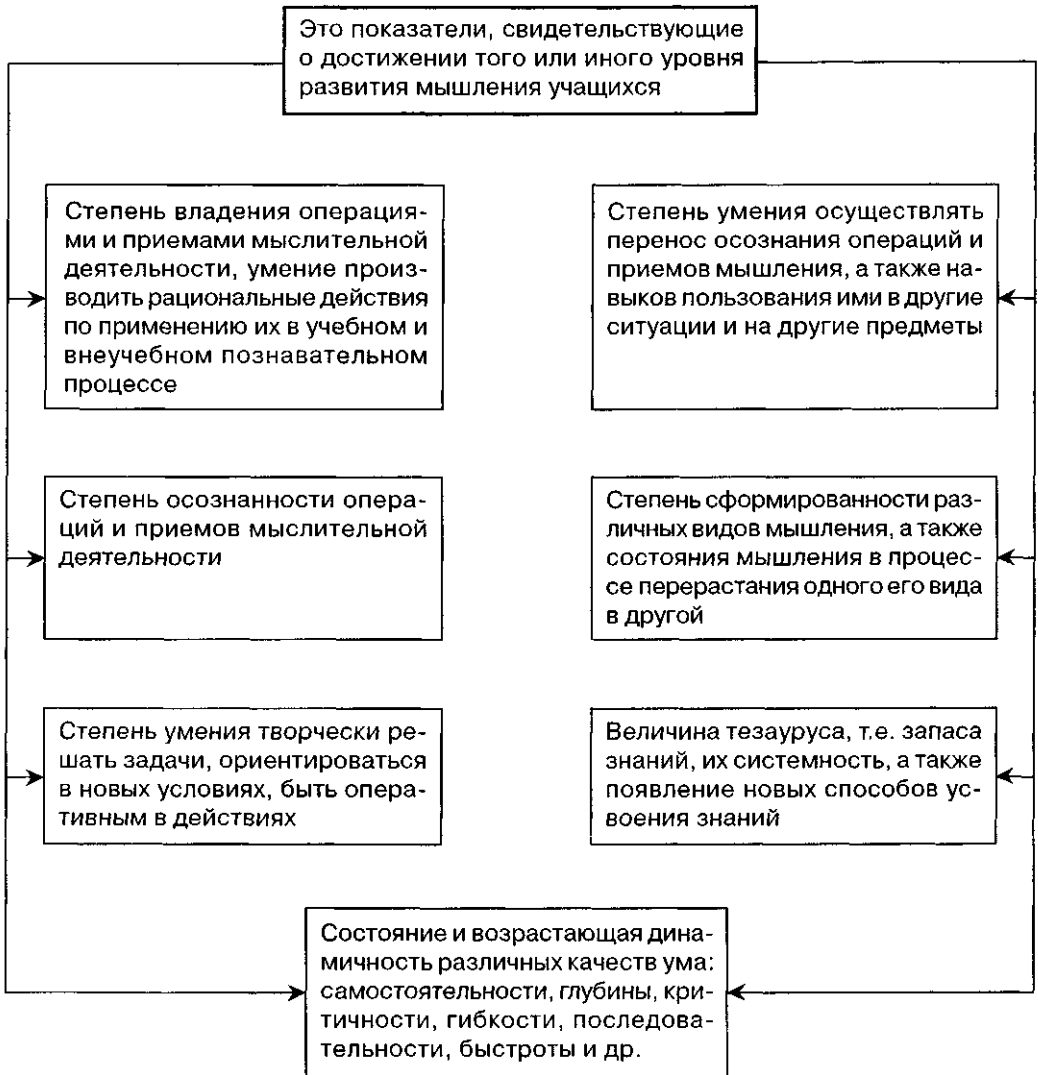 Это показатели, свидетельствующие
о достижении того или иного уровня
развития мышления учащихся
Степень владения операция-
ми и приемами мыслительной
деятельности, умение произ-
водить рациональные действия
по применению их в учебном и
внеучебном познавательном
процессе
Степень умения осуществлять
перенос осознания операций и
приемов мышления, а также на-
выков пользования ими в другие
ситуации и на другие предметы
Степень осознанности опера-
ций и приемов мыслительной
деятельности
Степень сформированности раз-
личных видов мышления, а также
состояния мышления в процес-
се перерастания одного его вида
в другой
Степень умения творчески ре-
шать задачи, ориентироваться
в новых условиях, быть опера-
тивным в действиях
Величина тезауруса, т.е. запаса
знаний, их системность, а также
появление новых способов ус-
воения знаний
Состояние и возрастающая дина-
мичность различных качеств ума:
самостоятельности, глубины, кри-
тичности, гибкости, последова-
тельности, быстроты и др.